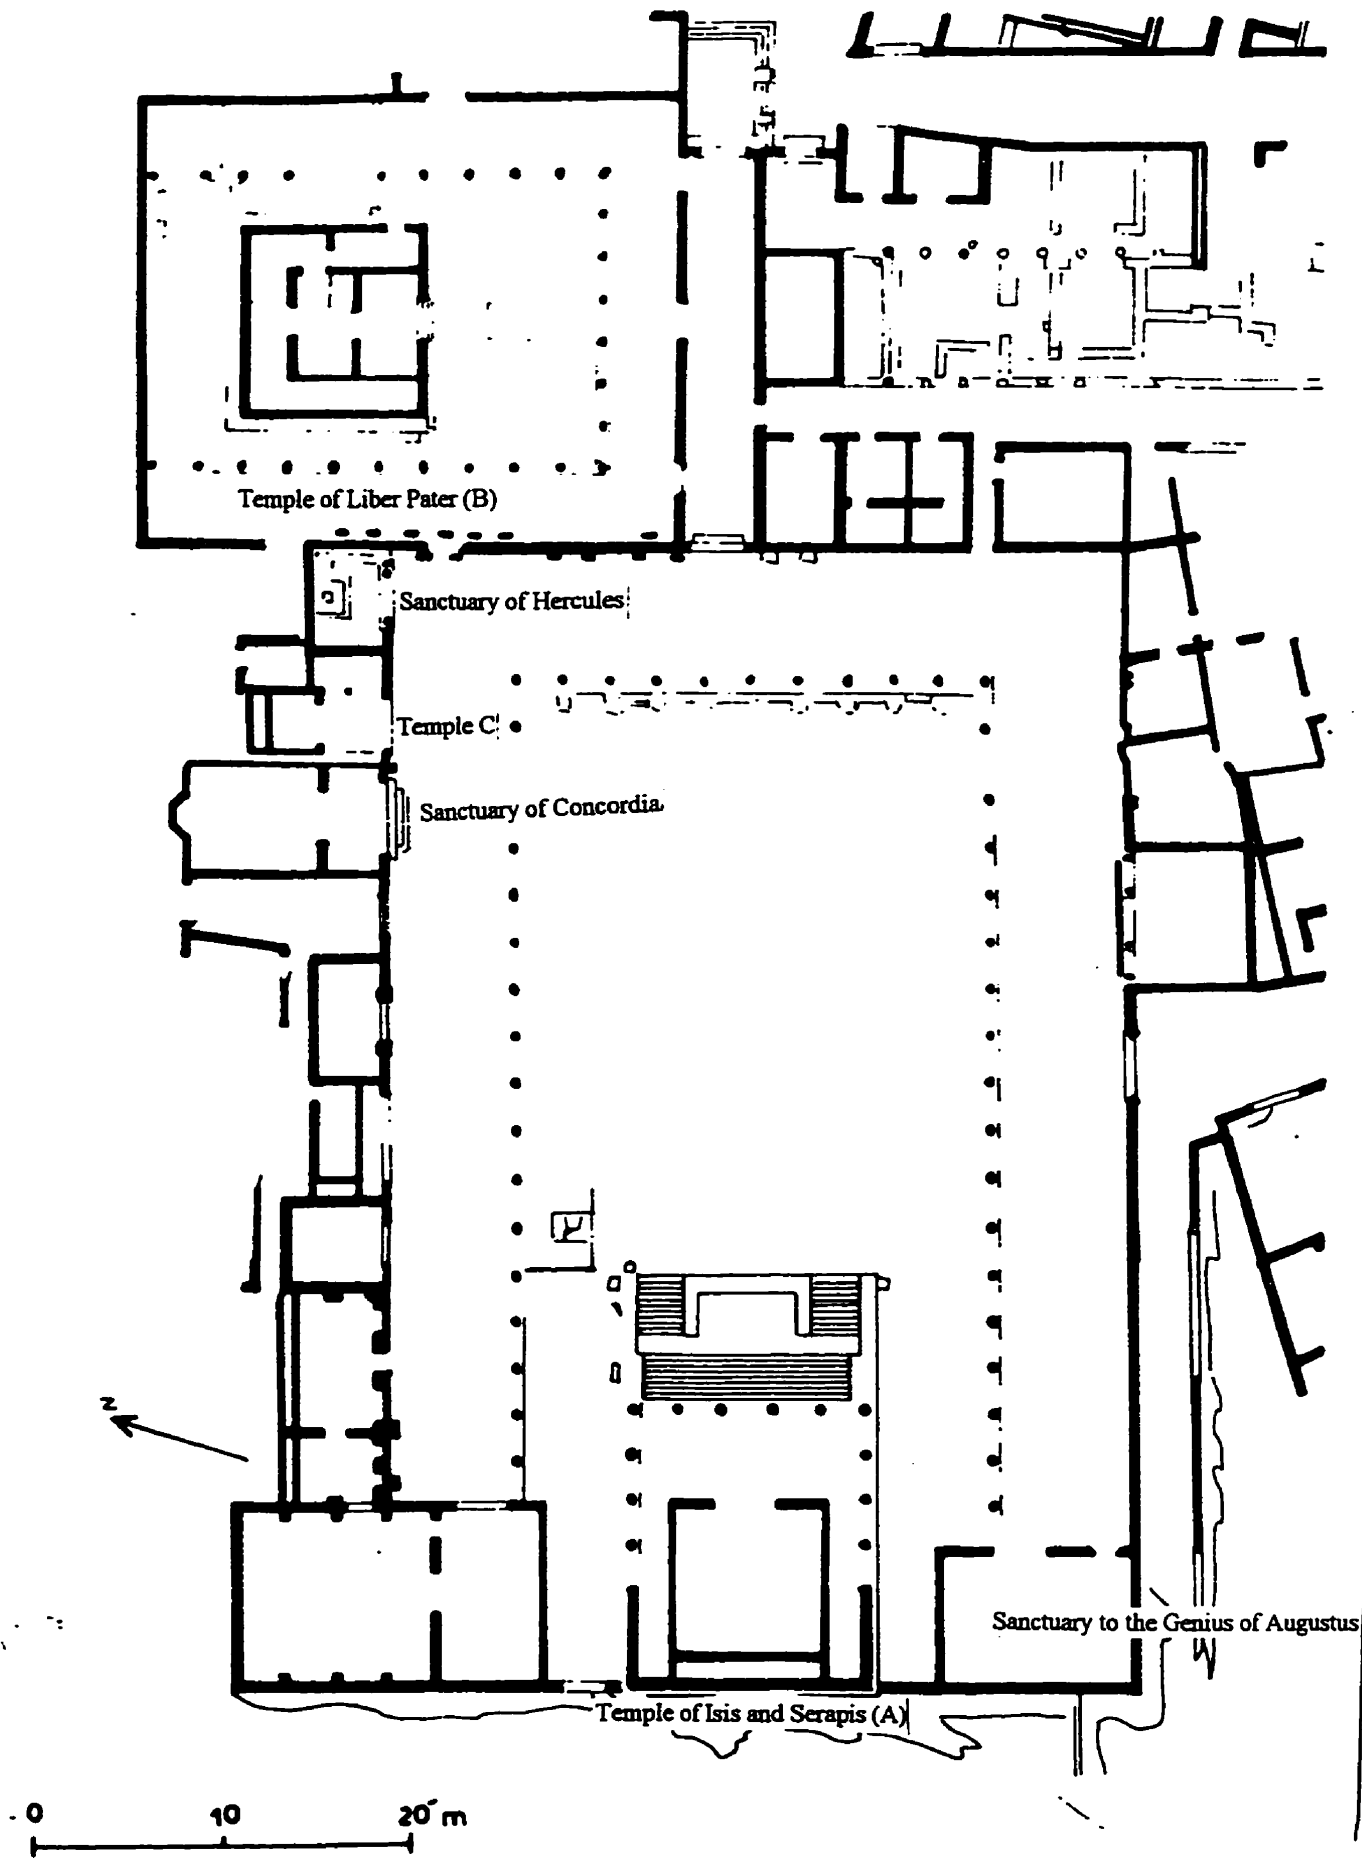 Temple of Liber Pater (B)
Sanctuary of Hercules
Temple C
Sanctuary of Concordia
N
Sanctuary to the Genius of Augustus
Temple of Isis and Serapis (A)
0 10 20 m